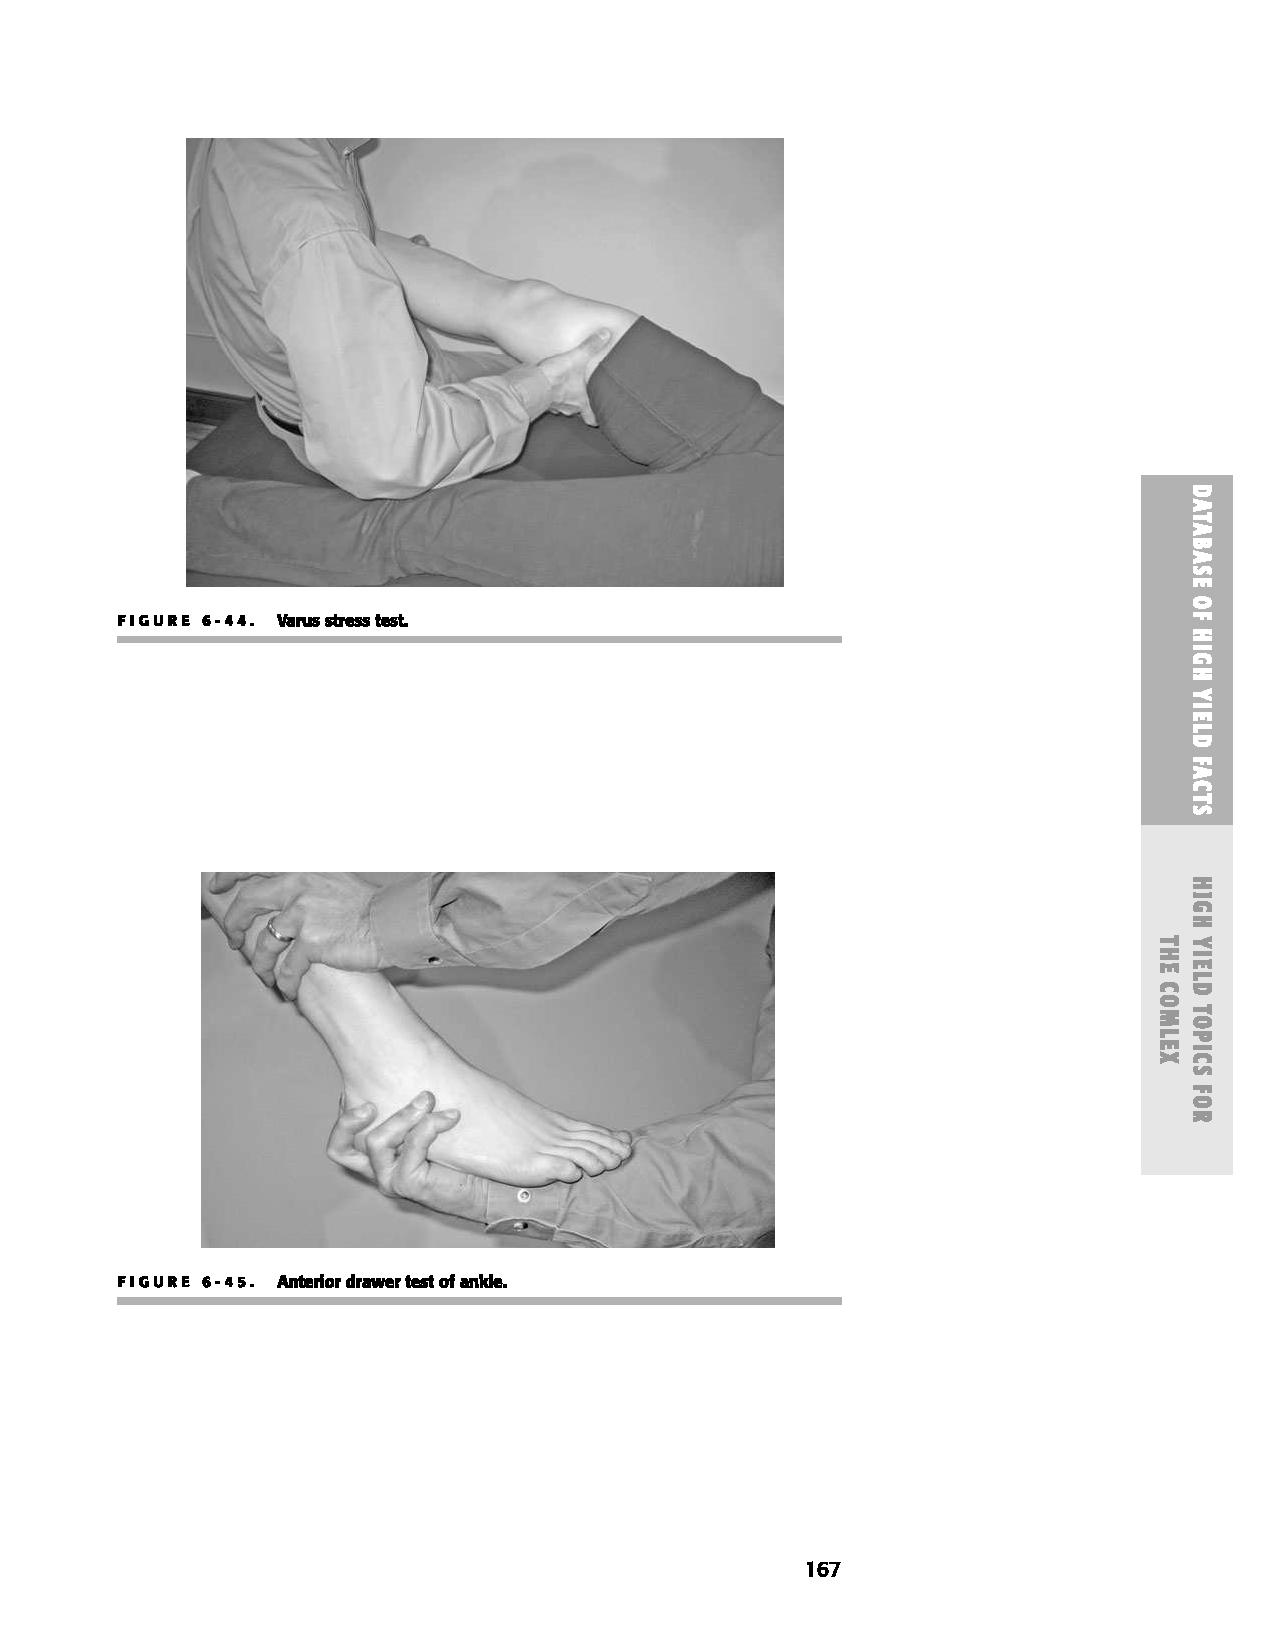 FIGURE 6-44. Varus stress test.
FIGURE 6-45. Anterior drawer test of ankle.
DATABASE OF HIGH YIELD FACTS
HIGH YIELD TOPICS FOR
THE COMLEX
167